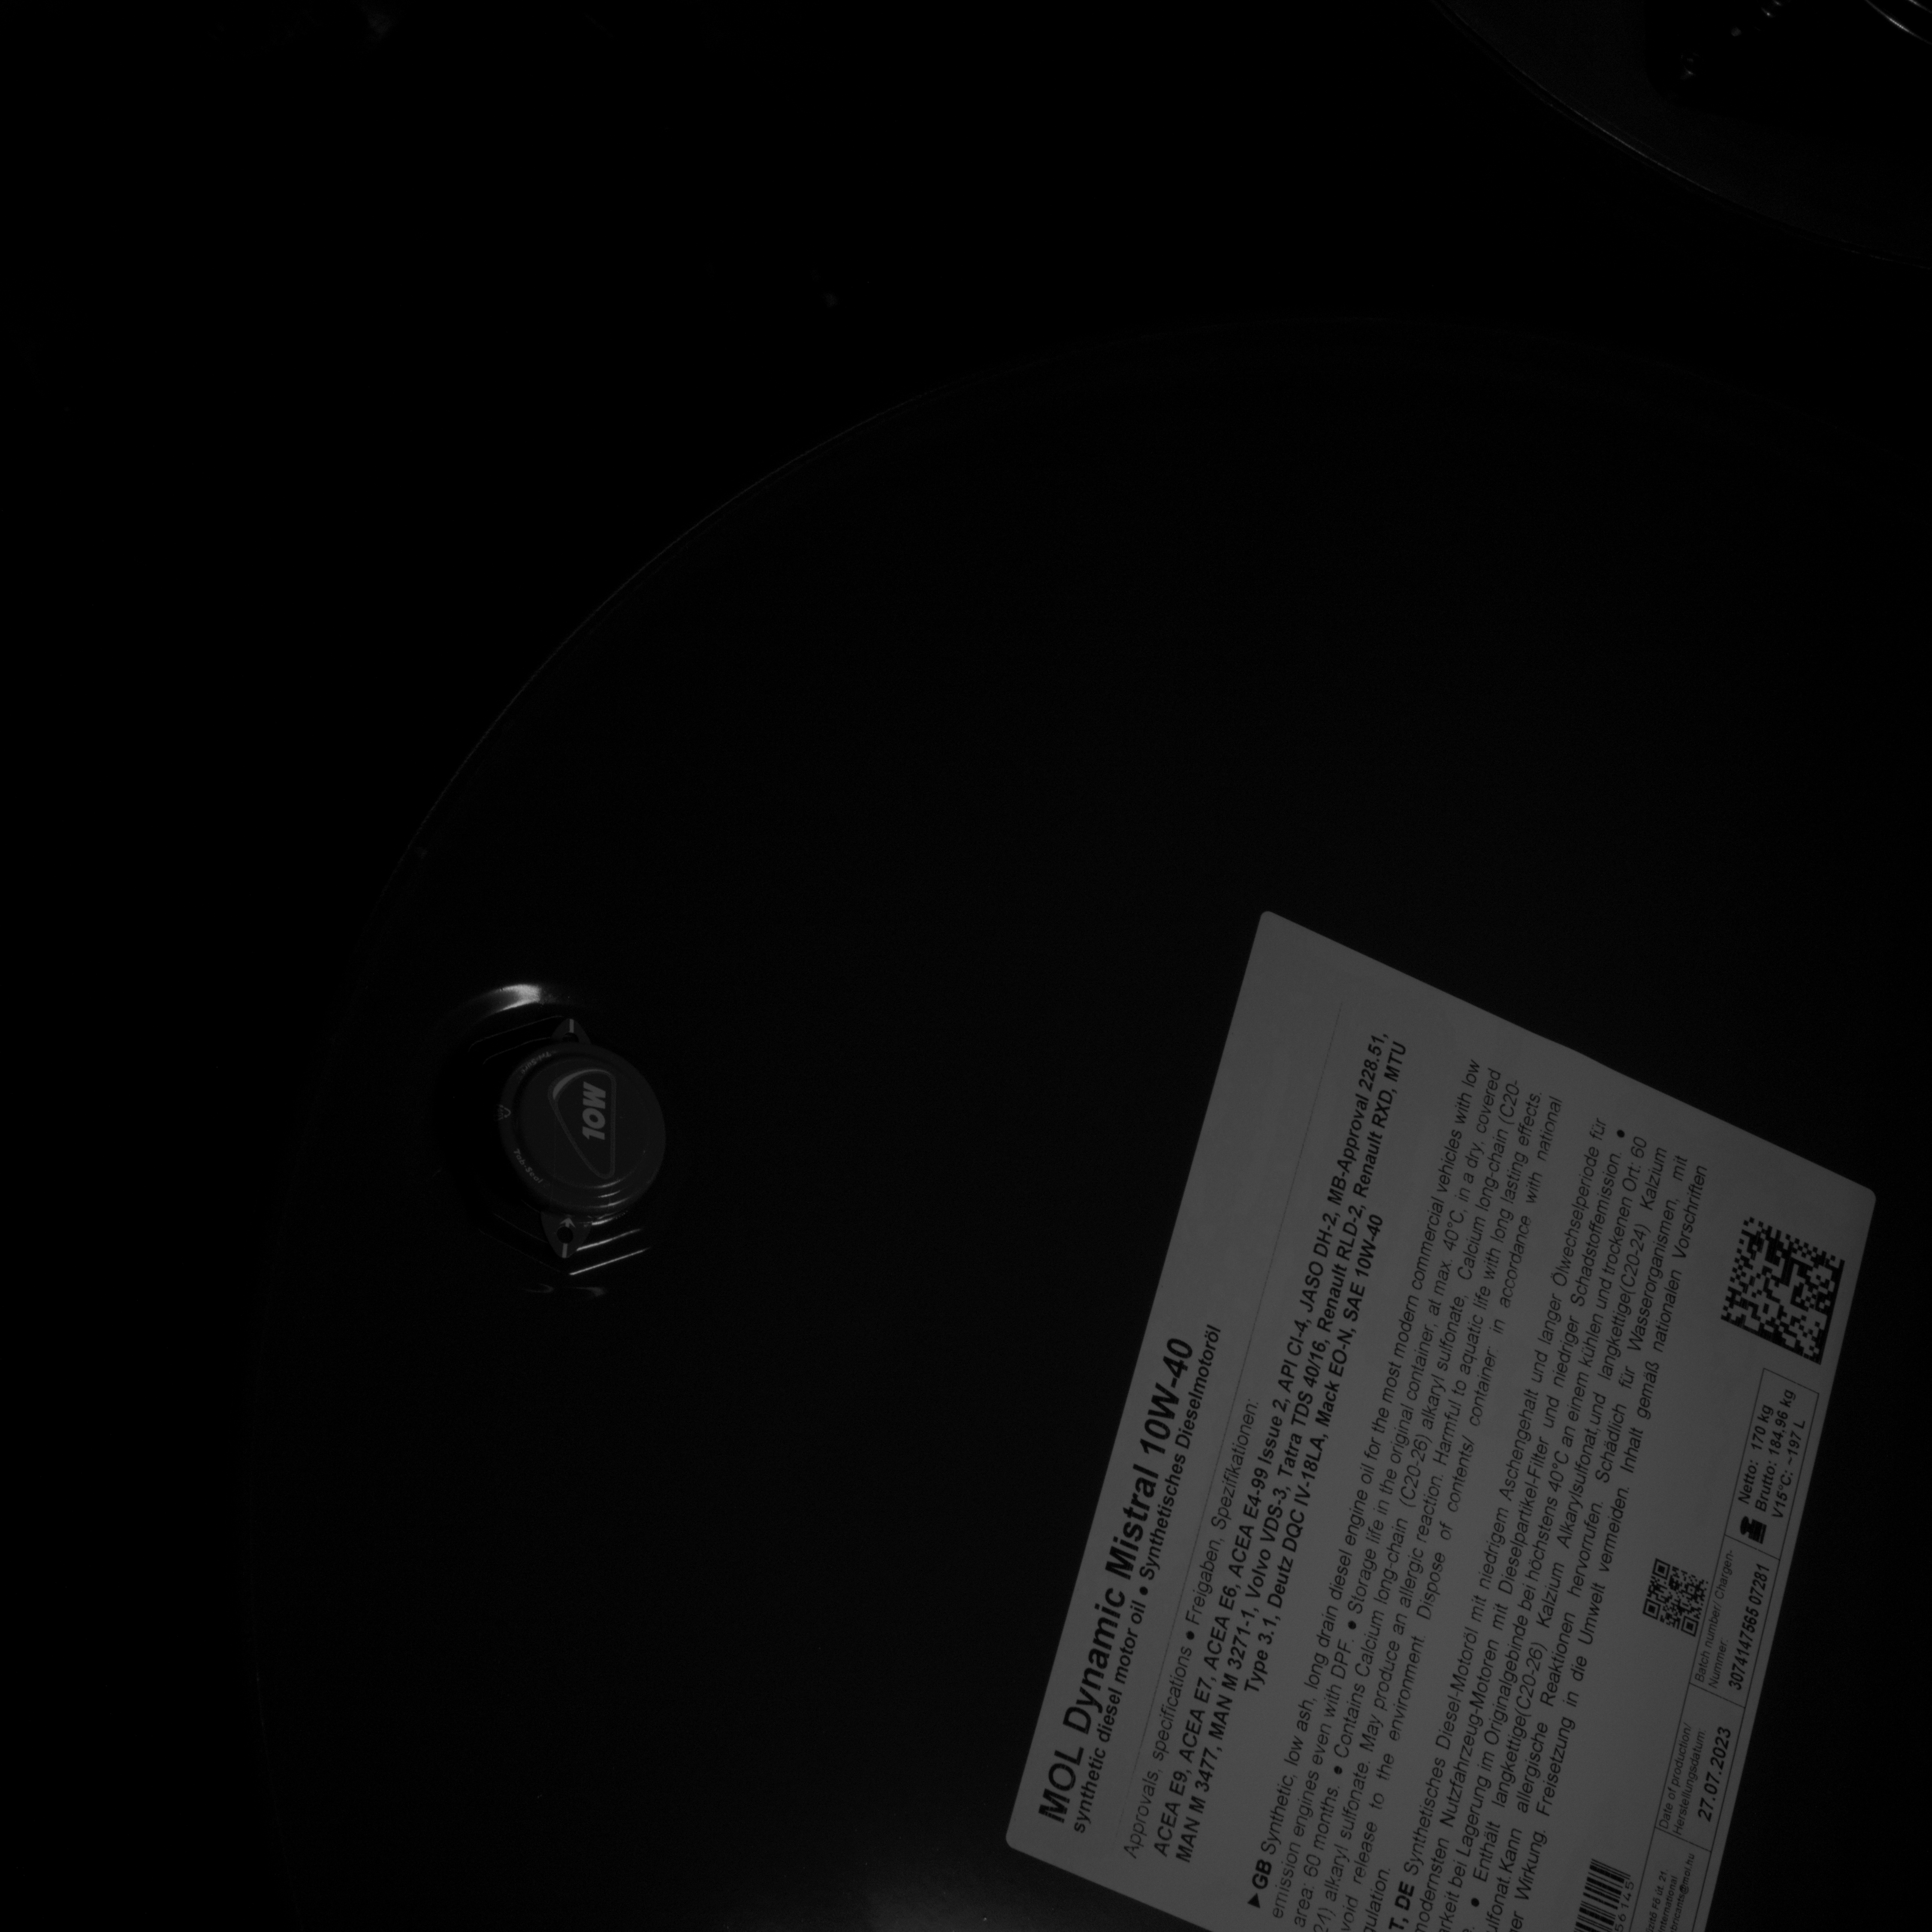 MOL Dynamic Mistral 10W-40
synthetic diesel motor oil ● Synthetisches Dieselmotoröl
Approvals, specifications ● Freigaben, Spezifikationen:
ACEA E9, ACEA E7, ACEA E6, ACEA E4-99 Issue 2, API CI-4, JASO DH-2, MB-Approval 228.51,
MAN M 3477, MAN M 3271-1, Volvo VDS-3, Tatra TDS 40/16, Renault RLD-2, Renault RXD, MTU
Type 3.1, Deutz DQC IV-18LA, Mack EO-N, SAE 10W-40
►GB Synthetic, low ash, long drain diesel engine oil for the most modern commercial vehicles with low
emission engines even with DPF. ● Storage life in the original container, at max. 40°C, in a dry, covered
area: 60 months. ● Contains Calcium long-chain (C20-26) alkaryl sulfonate, Calcium long-chain (C20-
24) alkaryl sulfonate. May produce an allergic reaction. Harmful to aquatic life with long lasting effects.
void release to the environment. Dispose of contents/ container: in accordance with national
gulation.
T, DE Synthetisches Diesel-Motoröl mit niedrigem Aschengehalt und langer Ölwechselperiode für
modernsten Nutzfahrzeug-Motoren mit Dieselpartikel-Filter und niedriger Schadstoffemission. ●
rkeit bei Lagerung im Originalgebinde bei höchstens 40°C an einem kühlen und trockenen Ort: 60
● Enthält langkettige(C20-26) Kalzium Alkarylsulfonat,und langkettige(C20-24) Kalzium
ulfonat.Kann allergische Reaktionen hervorrufen. Schädlich für Wasserorganismen, mit
er Wirkung. Freisetzung in die Umwelt vermeiden. Inhalt gemäß nationalen Vorschriften
56145
Date of production/
Herstellungsdatum:
27.07.2023
Batch number/ Chargen-
Nummer:
3074147565 07281
Netto: 170 kg
Brutto: 184.96 kg
V15°C: ~197 L
MOL
Tab-Seal